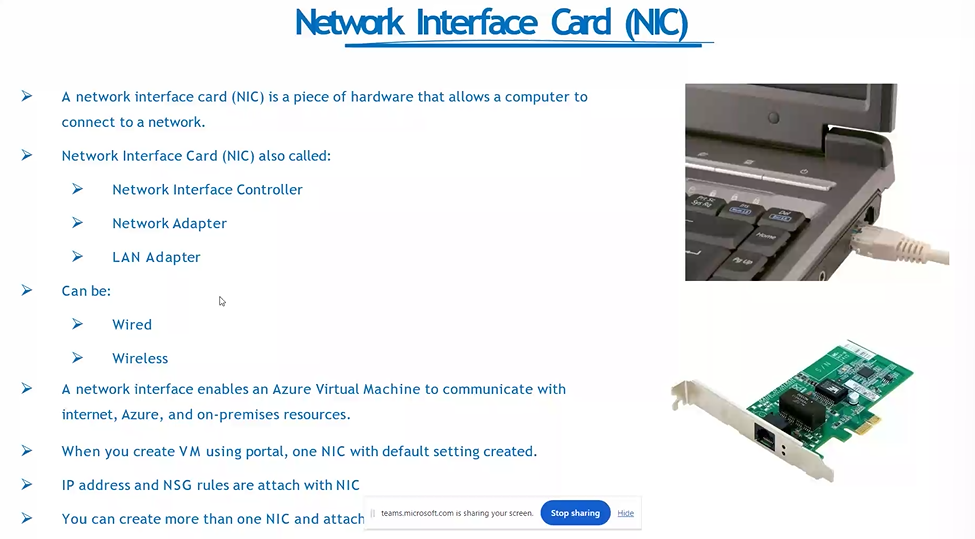 Network Interface Card (NIC)
A network interface card (NIC) is a piece of hardware that allows a computer to
connect to a network.
Network Interface Card (NIC) also called:
Network Interface Controller
Network Adapter
LAN Adapter
Can be:
Wired
Wireless
A network interface enables an Azure Virtual Machine to communicate with
internet, Azure, and on-premises resources.
When you create VM using portal, one NIC with default setting created.
IP address and NSG rules are attach with NIC
You can create more than one NIC and attach
teams.microsoft.com is sharing your screen.
Stop sharing
Hide
Prt Sc
Sys Rq
Del
Home
Pg Up